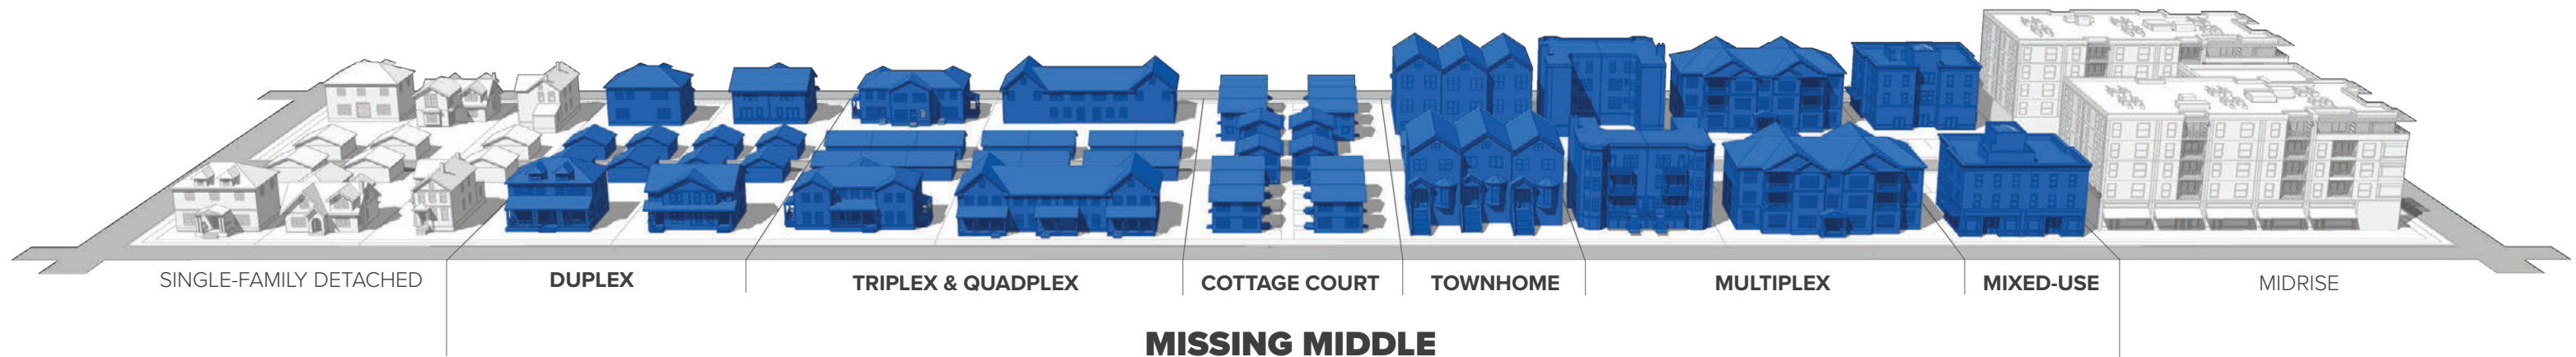 SINGLE-FAMILY DETACHED
DUPLEX
TRIPLEX & QUADPLEX
COTTAGE COURT
TOWNHOME
MULTIPLEX
MIXED-USE
MIDRISE
MISSING MIDDLE